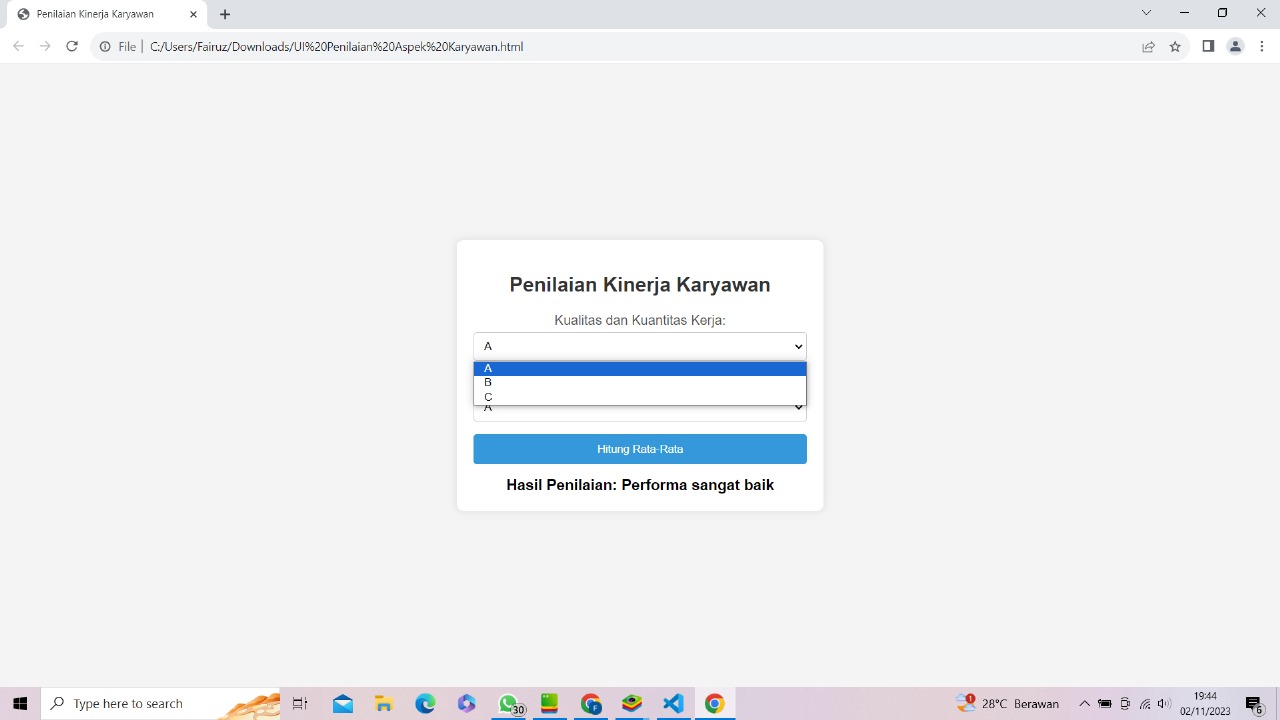 Penilaian Kinerja Karyawan
File
C:/Users/Fairuz/Downloads/UI%20Penilaian%20Aspek%20Karyawan.html
Penilaian Kinerja Karyawan
Kualitas dan Kuantitas Kerja:
A
A
B
C
A
Hitung Rata-Rata
Hasil Penilaian: Performa sangat baik
Type here to search
30
F
1
28°C Berawan
19:44
02/11/2023
6